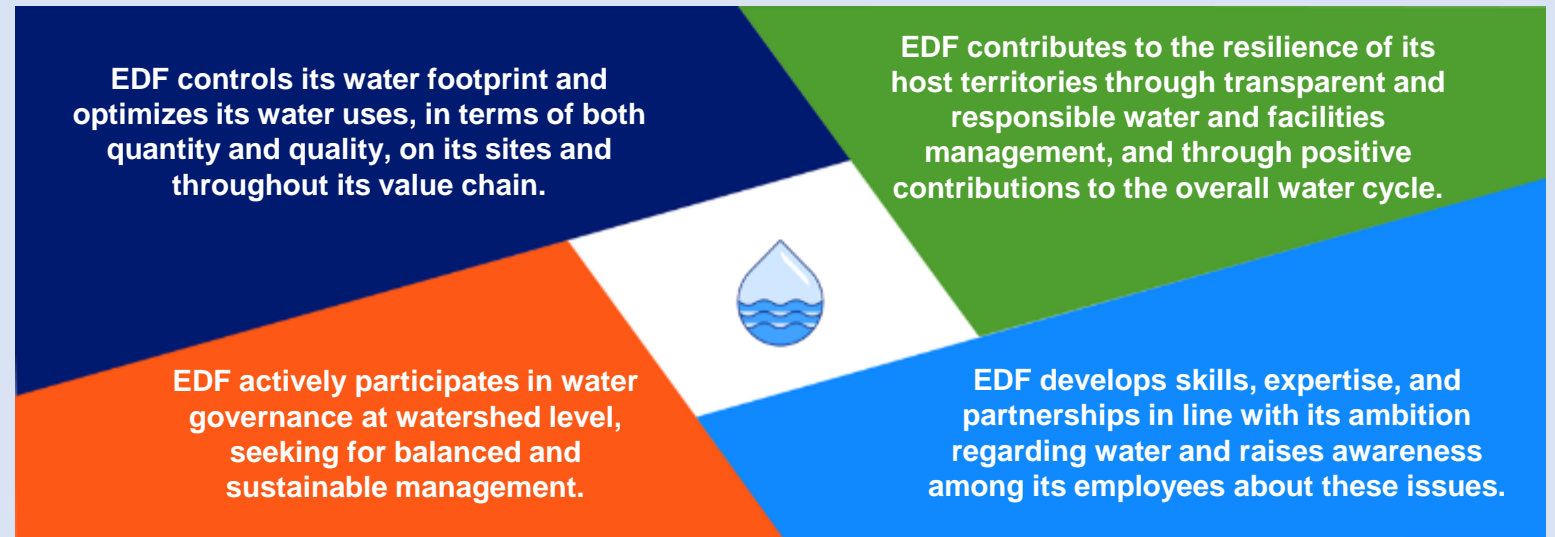 EDF controls its water footprint and
optimizes its water uses, in terms of both
quantity and quality, on its sites and
throughout its value chain.
EDF contributes to the resilience of its
host territories through transparent and
responsible water and facilities
management, and through positive
contributions to the overall water cycle.
EDF actively participates in water
governance at watershed level,
seeking for balanced and
sustainable management.
EDF develops skills, expertise, and
partnerships in line with its ambition
regarding water and raises awareness
among its employees about these issues.